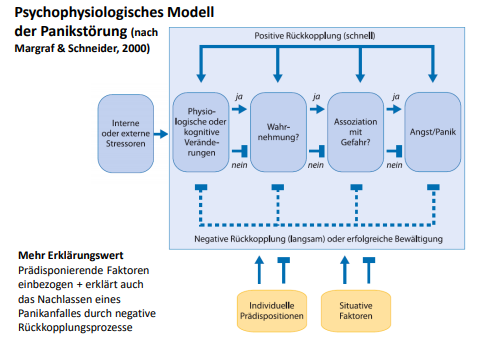 Psychophysiologisches Modell
der Panikstörung (nach
Margraf & Schneider, 2000)
Positive Rückkopplung (schnell)
Interne
oder externe
Stressoren
Physio-
logische oder
kognitive
Verände-
rungen
ja
nein
Wahr-
nehmung?
ja
nein
Assoziation
mit
Gefahr?
ja
nein
Angst/Panik
Negative Rückkopplung (langsam) oder erfolgreiche Bewältigung
Mehr Erklärungswert
Prädisponierende Faktoren
einbezogen + erklärt auch
das Nachlassen eines
Panikanfalles durch negative
Rückkopplungsprozesse
Individuelle
Prädispositionen
Situative
Faktoren